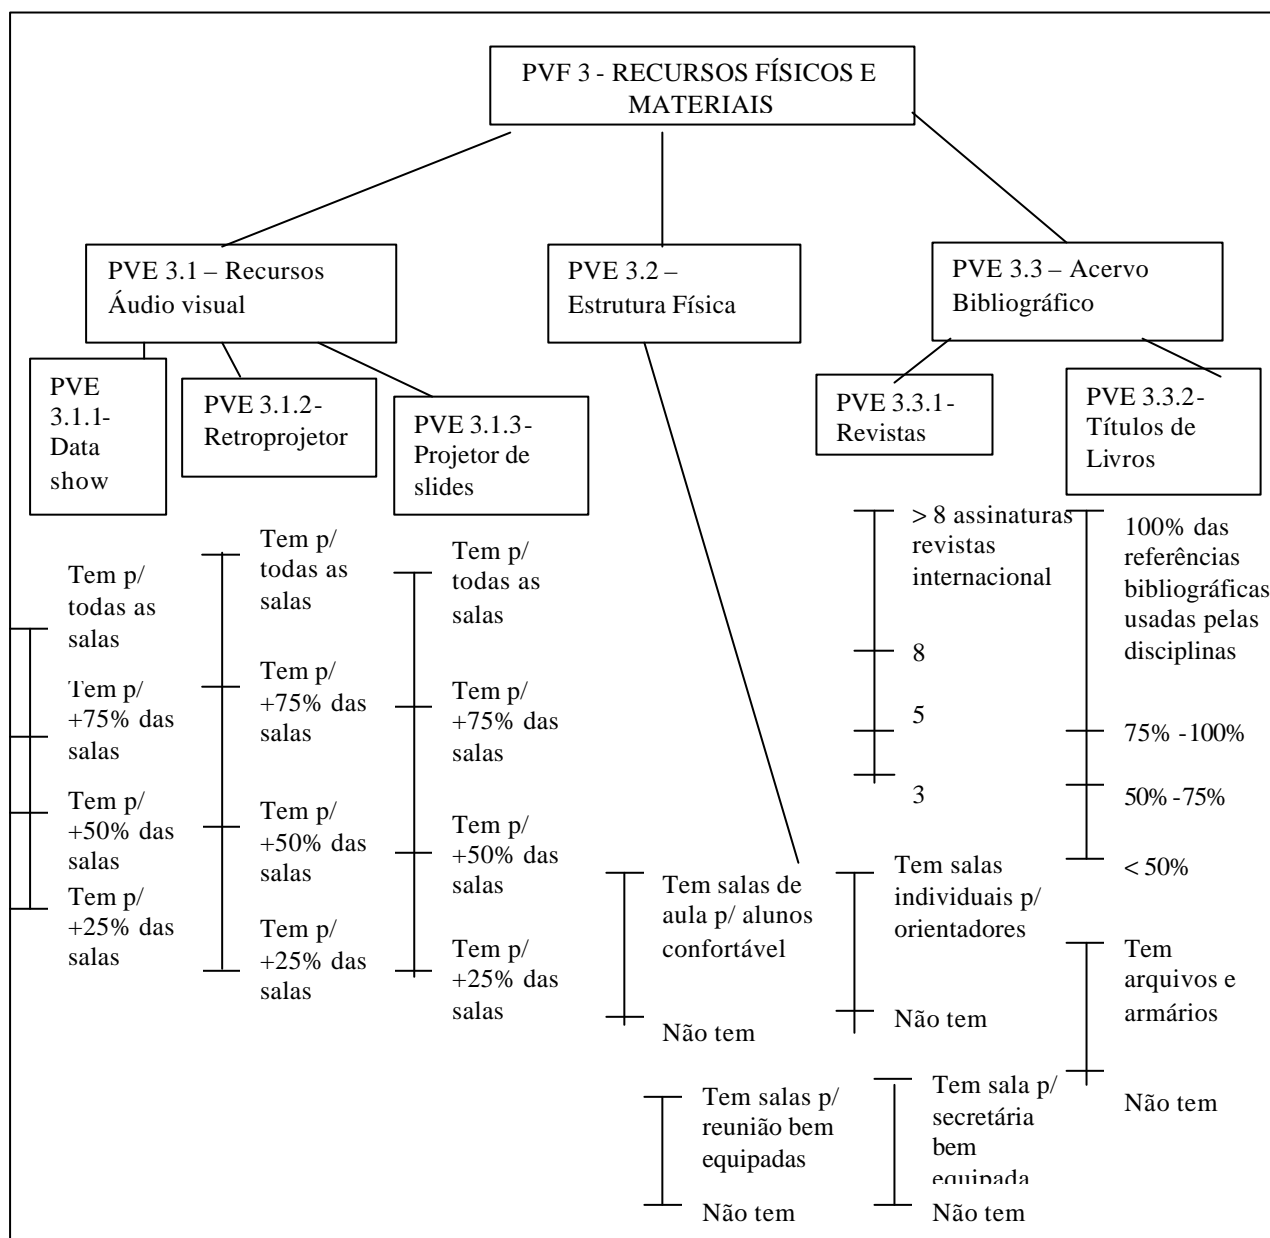 PVF 3 - RECURSOS FÍSICOS E
MATERIAIS
PVE 3.1 – Recursos
Áudio visual
PVE 3.2 –
Estrutura Física
PVE 3.3 – Acervo
Bibliográfico
PVE
3.1.1-
Data
show
PVE 3.1.2-
Retroprojetor
PVE 3.1.3-
Projetor de
slides
PVE 3.3.1-
Revistas
PVE 3.3.2-
Títulos de
Livros
Tem p/
todas as
salas
Tem p/
+75% das
salas
Tem p/
+50% das
salas
Tem p/
+25% das
salas
Tem p/
todas as
salas
Tem p/
+75% das
salas
Tem p/
+50% das
salas
Tem p/
+25% das
salas
Tem p/
todas as
salas
Tem p/
+75% das
salas
Tem p/
+50% das
salas
Tem p/
+25% das
salas
> 8 assinaturas
revistas
internacional
8
5
3
100% das
referências
bibliográficas
usadas pelas
disciplinas
75% -100%
50% -75%
< 50%
Tem salas de
aula p/ alunos
confortável
Não tem
Tem salas
individuais p/
orientadores
Não tem
Tem
arquivos e
armários
Não tem
Tem salas p/
reunião bem
equipadas
Não tem
Tem sala p/
secretária
bem
equipada
Não tem